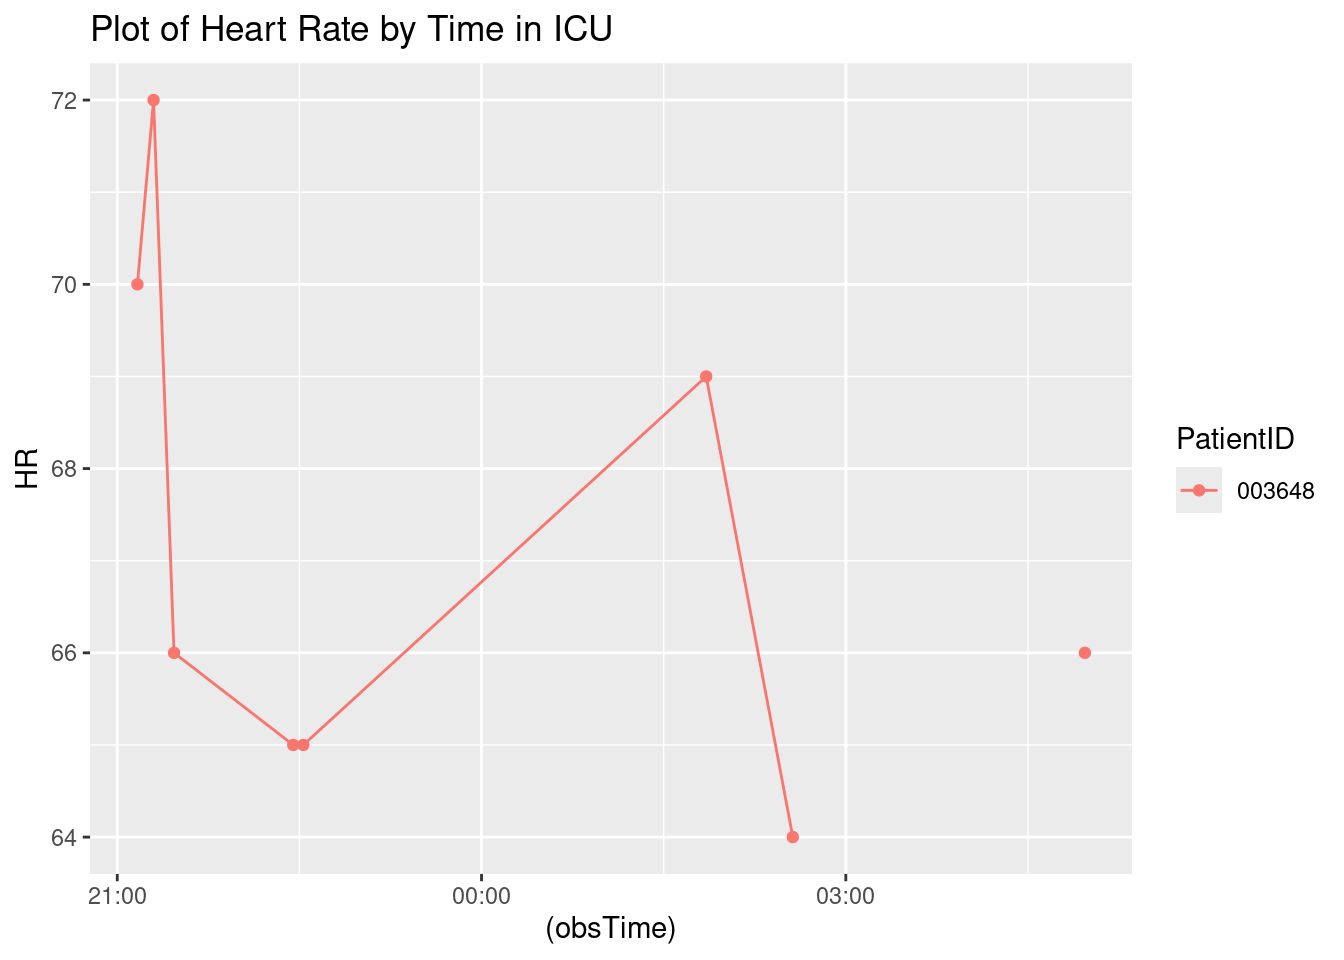 Plot of Heart Rate by Time in ICU
72
70
68
66
64
HR
21:00
00:00
03:00
(obsTime)
PatientID
003648